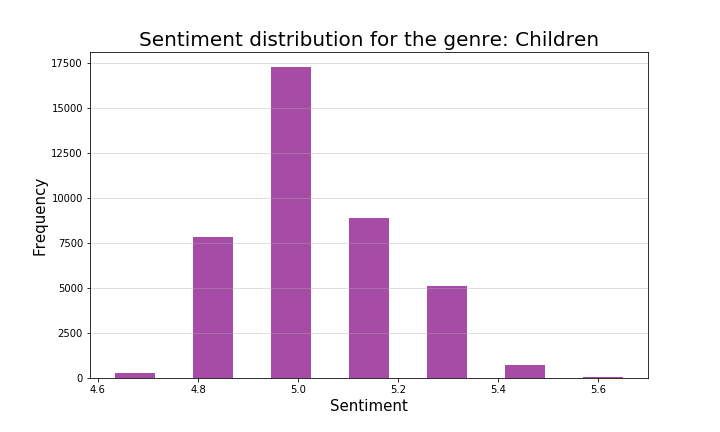 Sentiment distribution for the genre: Children
17500
15000
12500
10000
7500
5000
2500
0
Frequency
4.6 4.8 5.0 5.2 5.4 5.6
Sentiment